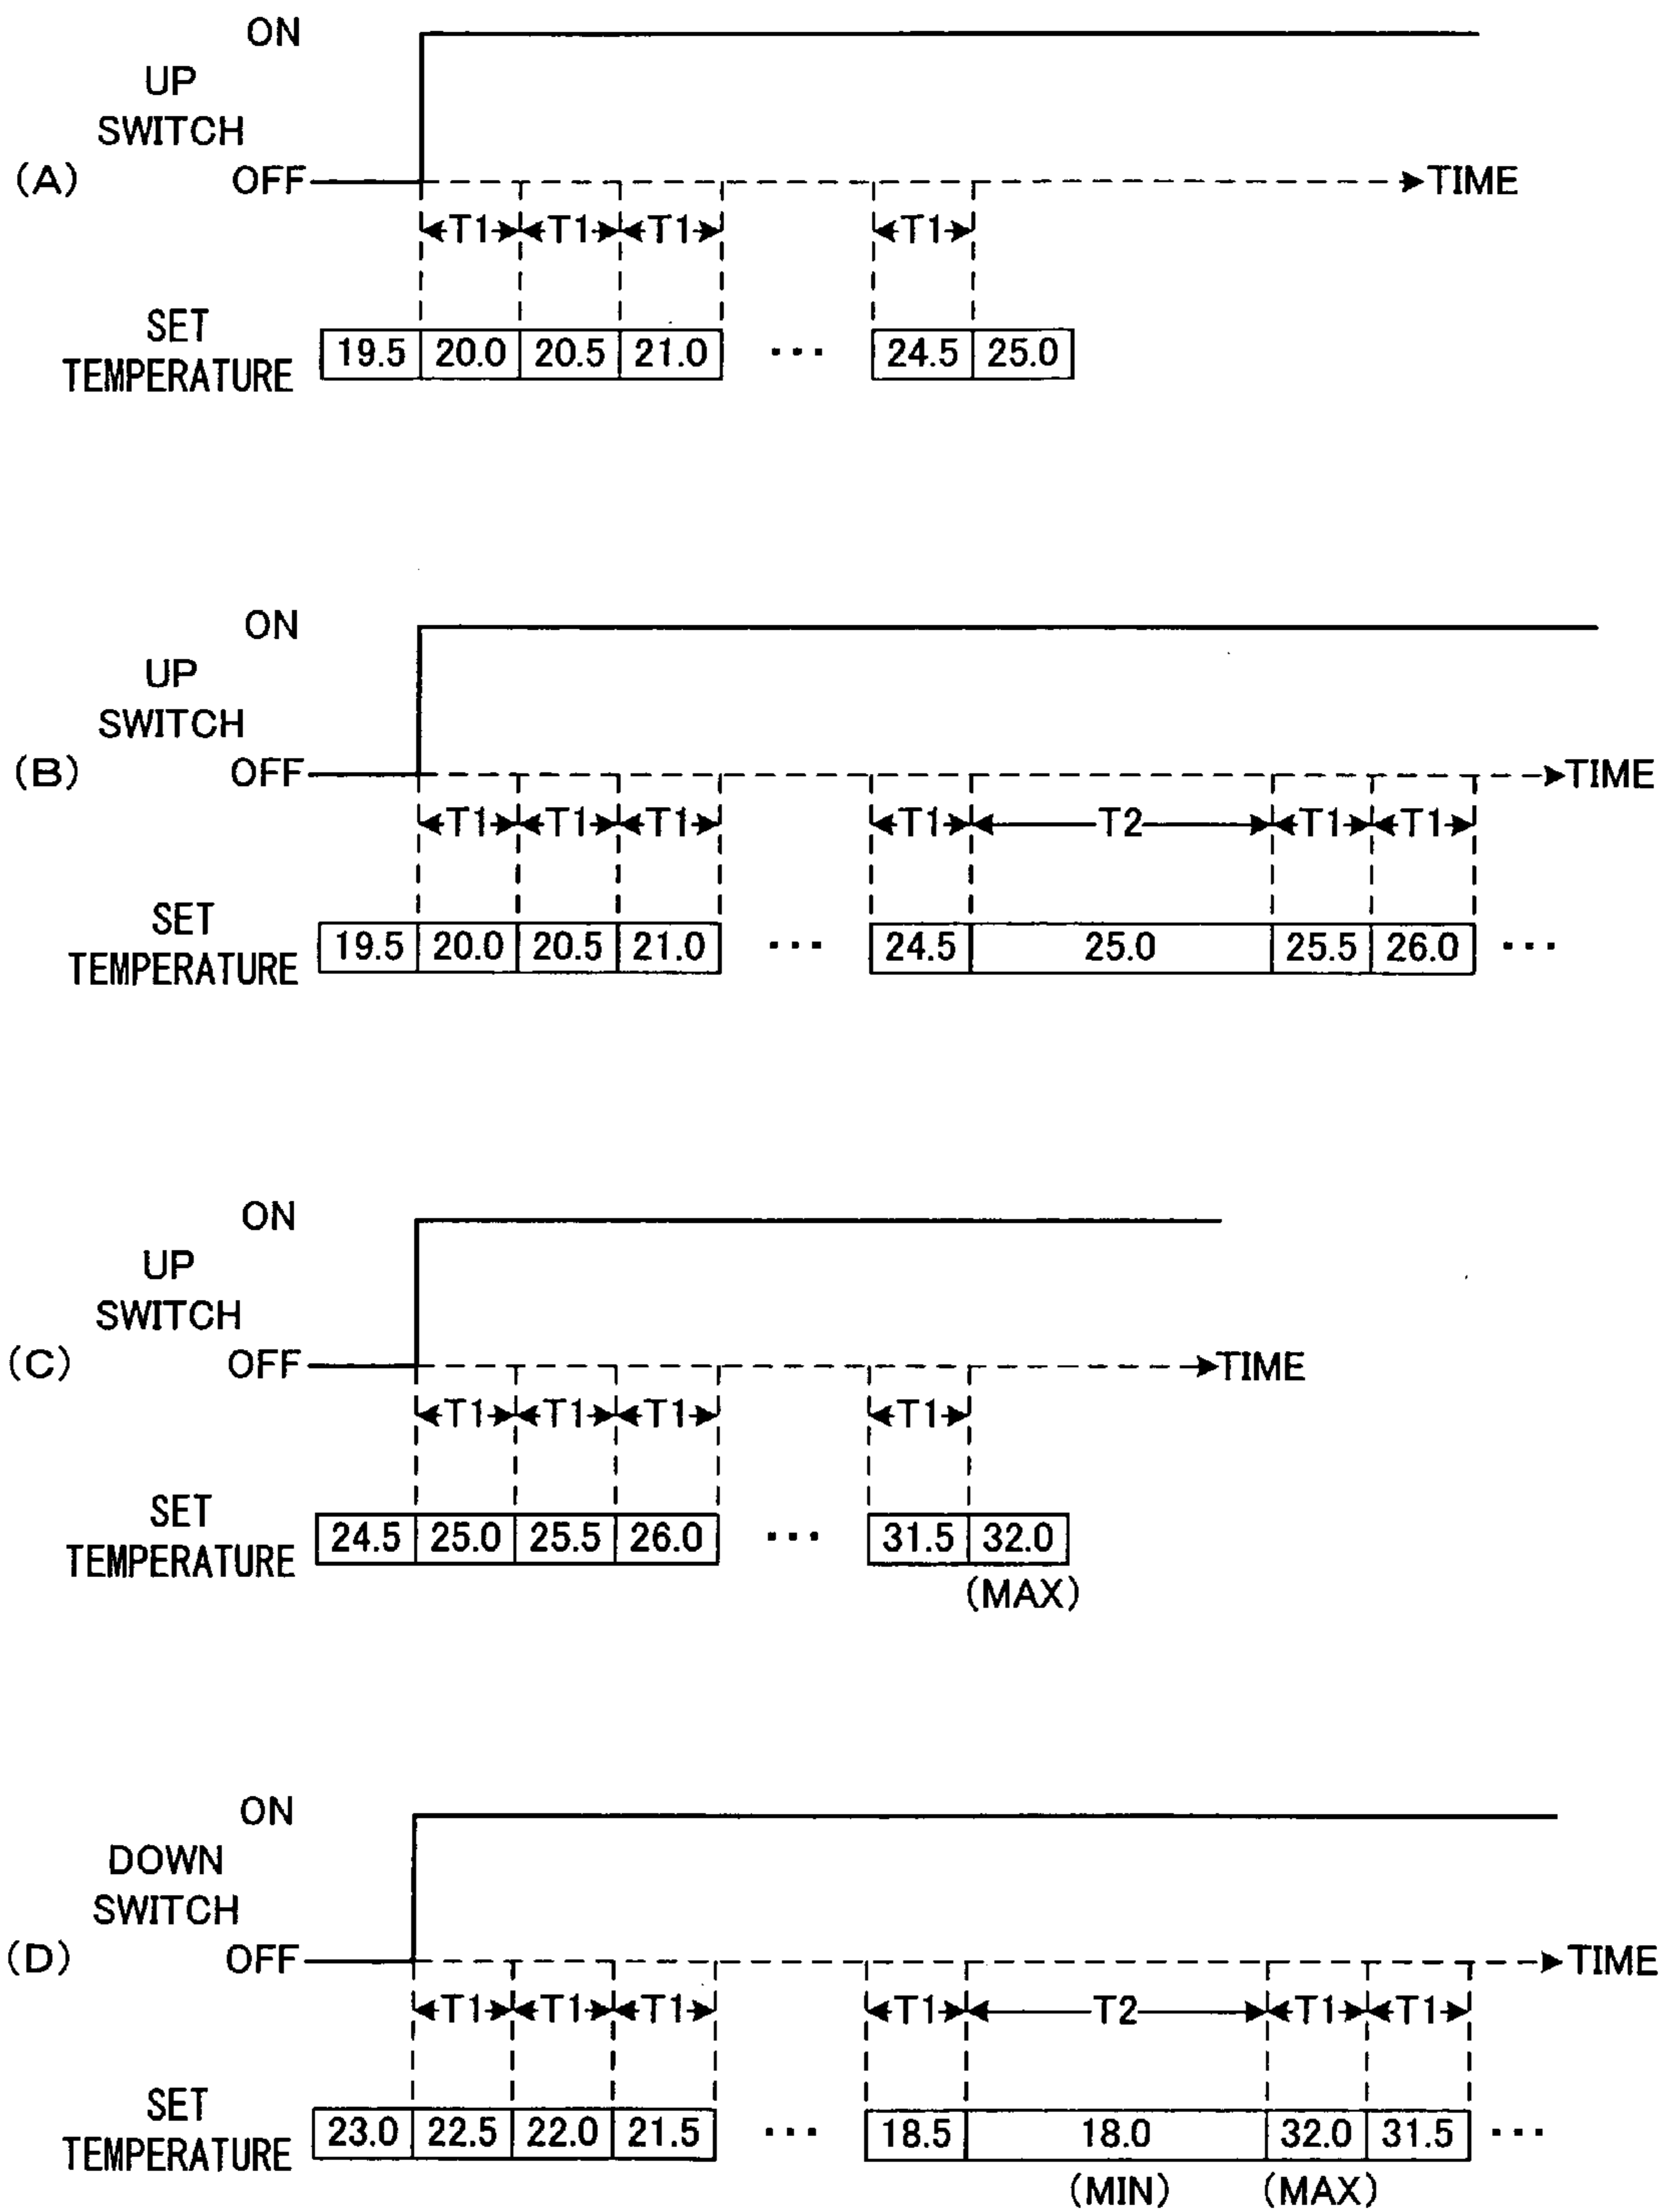 ON
UP
SWITCH
(A)
OFF
TIME
T1 T1 T1 T1
SET
TEMPERATURE
19.5 20.0 20.5 21.0 ... 24.5 25.0
ON
UP
SWITCH
(B)
OFF
TIME
T1 T1 T1 T1 T2 T1 T1
SET
TEMPERATURE
19.5 20.0 20.5 21.0 ... 24.5 25.0 25.5 26.0 ...
ON
UP
SWITCH
(C)
OFF
TIME
T1 T1 T1 T1
SET
TEMPERATURE
24.5 25.0 25.5 26.0 ... 31.5 32.0
(MAX)
ON
DOWN
SWITCH
(D)
OFF
TIME
T1 T1 T1 T1 T2 T1 T1
SET
TEMPERATURE
23.0 22.5 22.0 21.5 ... 18.5 18.0 32.0 31.5 ...
(MIN) (MAX)